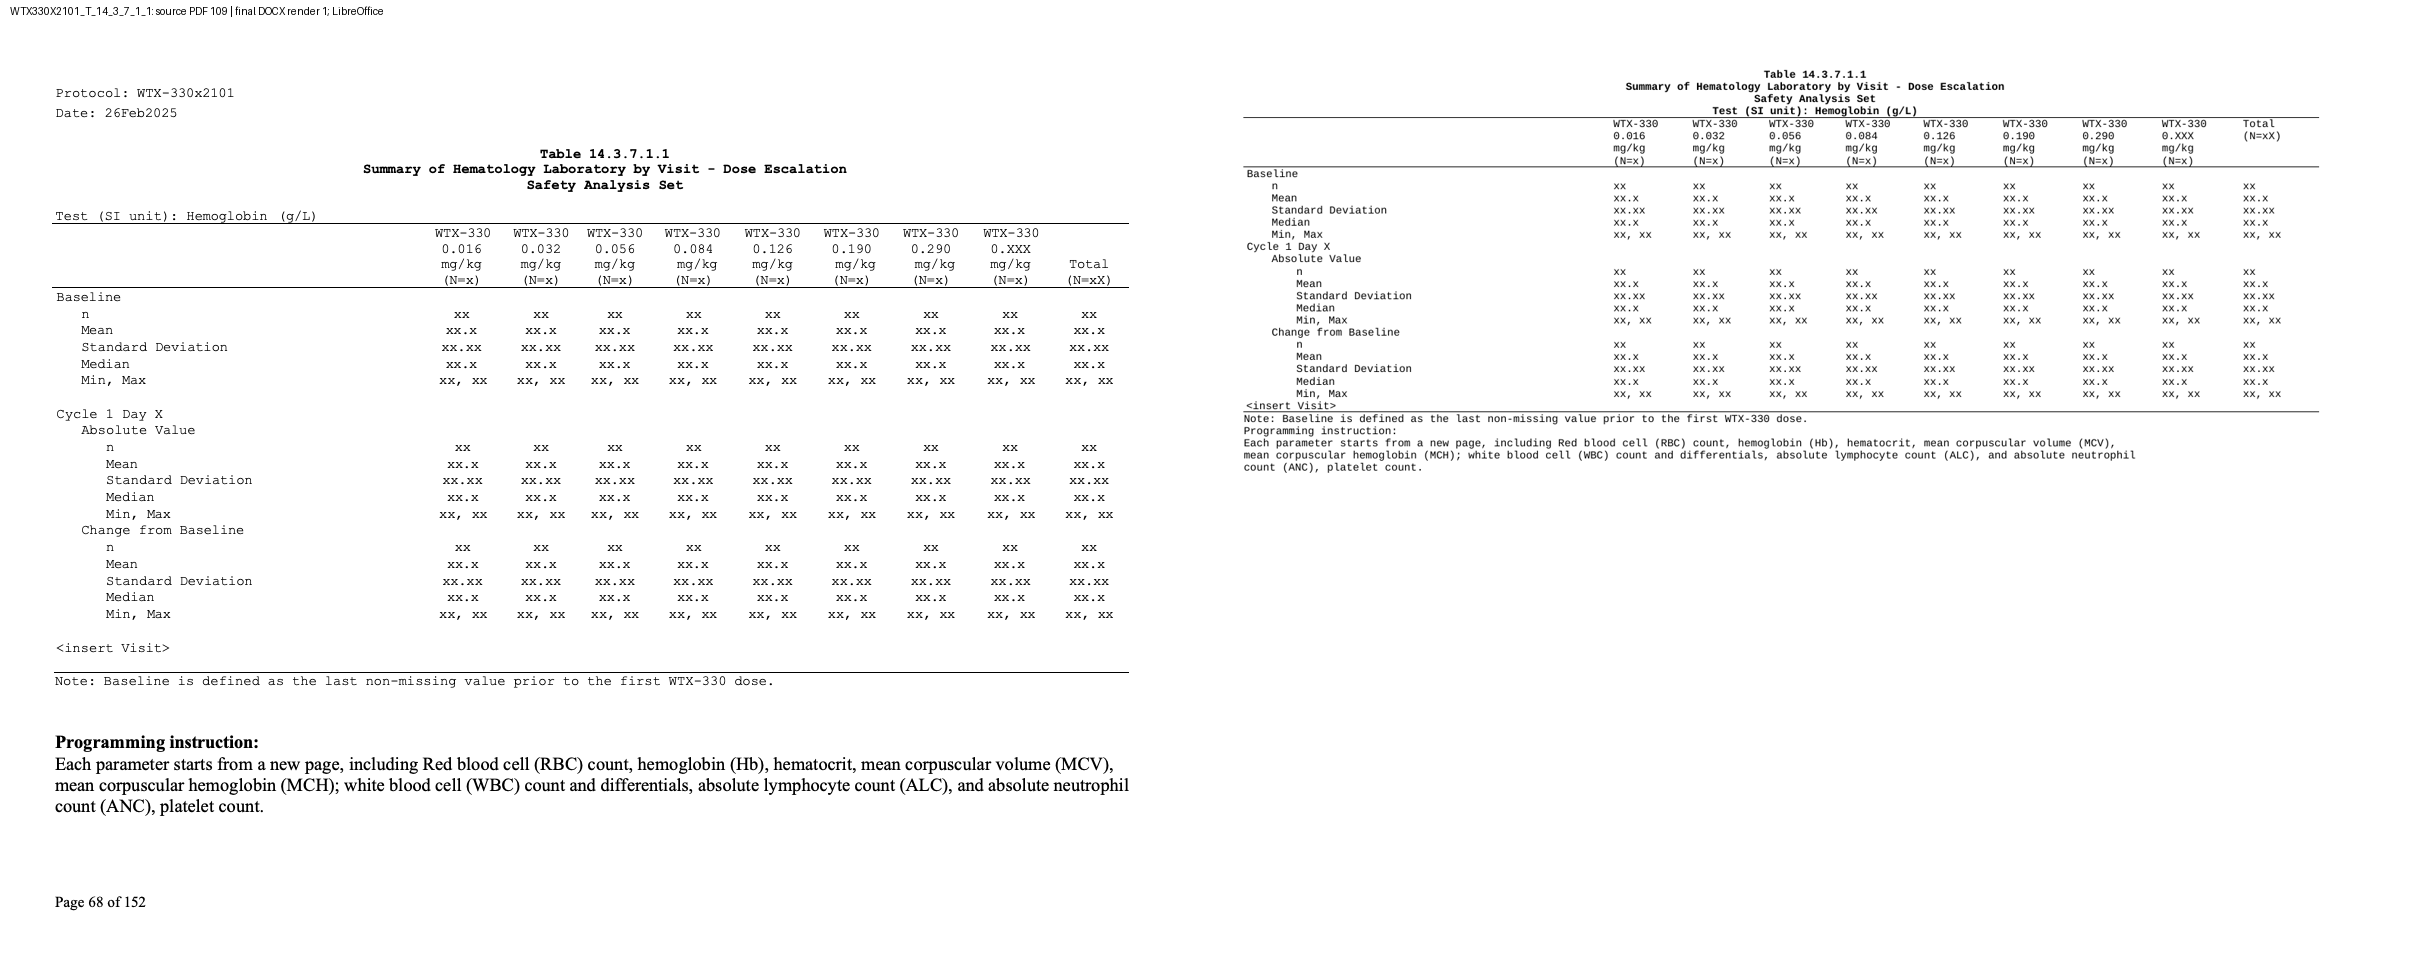 WTX330X2101_T_14_3_7_1_1: source PDF 109 | final DOCX render 1; LibreOffice
Protocol: WTX-330x2101
Date: 26Feb2025
Table 14.3.7.1.1
Summary of Hematology Laboratory by Visit - Dose Escalation
Safety Analysis Set
Test (SI unit): Hemoglobin (g/L)
WTX-330 WTX-330 WTX-330 WTX-330 WTX-330 WTX-330 WTX-330 WTX-330
0.016 0.032 0.056 0.084 0.126 0.190 0.290 0.XXX
mg/kg mg/kg mg/kg mg/kg mg/kg mg/kg mg/kg mg/kg Total
(N=x) (N=x) (N=x) (N=x) (N=x) (N=x) (N=x) (N=x) (N=xX)
Baseline
n xx xx xx xx xx xx xx xx xx
Mean xx.x xx.x xx.x xx.x xx.x xx.x xx.x xx.x xx.x
Standard Deviation xx.xx xx.xx xx.xx xx.xx xx.xx xx.xx xx.xx xx.xx xx.xx
Median xx.x xx.x xx.x xx.x xx.x xx.x xx.x xx.x xx.x
Min, Max xx, xx xx, xx xx, xx xx, xx xx, xx xx, xx xx, xx xx, xx xx, xx
Cycle 1 Day X
Absolute Value
n xx xx xx xx xx xx xx xx xx
Mean xx.x xx.x xx.x xx.x xx.x xx.x xx.x xx.x xx.x
Standard Deviation xx.xx xx.xx xx.xx xx.xx xx.xx xx.xx xx.xx xx.xx xx.xx
Median xx.x xx.x xx.x xx.x xx.x xx.x xx.x xx.x xx.x
Min, Max xx, xx xx, xx xx, xx xx, xx xx, xx xx, xx xx, xx xx, xx xx, xx
Change from Baseline
n xx xx xx xx xx xx xx xx xx
Mean xx.x xx.x xx.x xx.x xx.x xx.x xx.x xx.x xx.x
Standard Deviation xx.xx xx.xx xx.xx xx.xx xx.xx xx.xx xx.xx xx.xx xx.xx
Median xx.x xx.x xx.x xx.x xx.x xx.x xx.x xx.x xx.x
Min, Max xx, xx xx, xx xx, xx xx, xx xx, xx xx, xx xx, xx xx, xx xx, xx
<insert Visit>
Note: Baseline is defined as the last non-missing value prior to the first WTX-330 dose.
Programming instruction:
Each parameter starts from a new page, including Red blood cell (RBC) count, hemoglobin (Hb), hematocrit, mean corpuscular volume (MCV),
mean corpuscular hemoglobin (MCH); white blood cell (WBC) count and differentials, absolute lymphocyte count (ALC), and absolute neutrophil
count (ANC), platelet count.
Page 68 of 152
Table 14.3.7.1.1
Summary of Hematology Laboratory by Visit - Dose Escalation
Safety Analysis Set
Test (SI unit): Hemoglobin (g/L)
WTX-330 WTX-330 WTX-330 WTX-330 WTX-330 WTX-330 WTX-330 WTX-330 Total
0.016 0.032 0.056 0.084 0.126 0.190 0.290 0.XXX (N=xX)
mg/kg mg/kg mg/kg mg/kg mg/kg mg/kg mg/kg mg/kg
(N=x) (N=x) (N=x) (N=x) (N=x) (N=x) (N=x) (N=x)
Baseline
n xx xx xx xx xx xx xx xx xx
Mean xx.x xx.x xx.x xx.x xx.x xx.x xx.x xx.x xx.x
Standard Deviation xx.xx xx.xx xx.xx xx.xx xx.xx xx.xx xx.xx xx.xx xx.xx
Median xx.x xx.x xx.x xx.x xx.x xx.x xx.x xx.x xx.x
Min, Max xx, xx xx, xx xx, xx xx, xx xx, xx xx, xx xx, xx xx, xx xx, xx
Cycle 1 Day X
Absolute Value
n xx xx xx xx xx xx xx xx xx
Mean xx.x xx.x xx.x xx.x xx.x xx.x xx.x xx.x xx.x
Standard Deviation xx.xx xx.xx xx.xx xx.xx xx.xx xx.xx xx.xx xx.xx xx.xx
Median xx.x xx.x xx.x xx.x xx.x xx.x xx.x xx.x xx.x
Min, Max xx, xx xx, xx xx, xx xx, xx xx, xx xx, xx xx, xx xx, xx xx, xx
Change from Baseline
n xx xx xx xx xx xx xx xx xx
Mean xx.x xx.x xx.x xx.x xx.x xx.x xx.x xx.x xx.x
Standard Deviation xx.xx xx.xx xx.xx xx.xx xx.xx xx.xx xx.xx xx.xx xx.xx
Median xx.x xx.x xx.x xx.x xx.x xx.x xx.x xx.x xx.x
Min, Max xx, xx xx, xx xx, xx xx, xx xx, xx xx, xx xx, xx xx, xx xx, xx
<insert Visit>
Note: Baseline is defined as the last non-missing value prior to the first WTX-330 dose.
Programming instruction:
Each parameter starts from a new page, including Red blood cell (RBC) count, hemoglobin (Hb), hematocrit, mean corpuscular volume (MCV),
mean corpuscular hemoglobin (MCH); white blood cell (WBC) count and differentials, absolute lymphocyte count (ALC), and absolute neutrophil
count (ANC), platelet count.